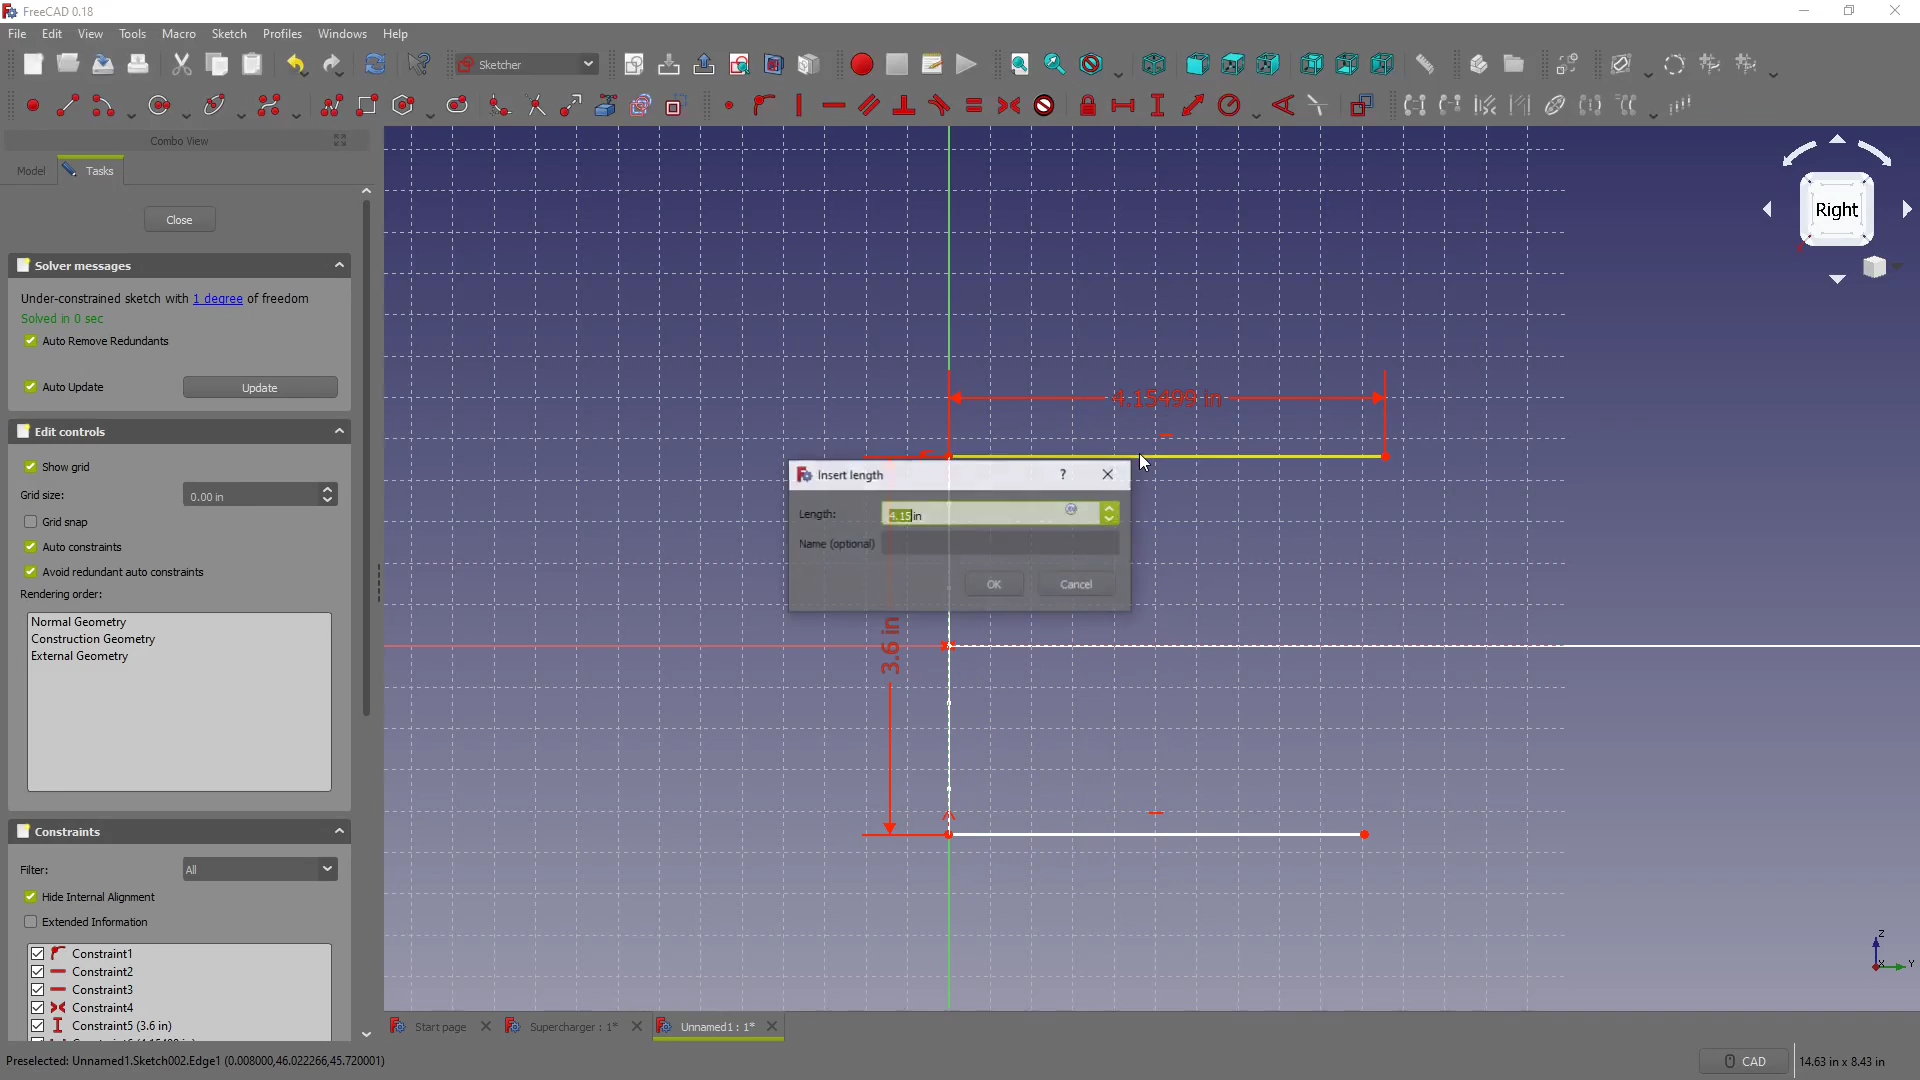 FreeCAD 0.18
File Edit View Tools Macro Sketch Profiles Windows Help
Sketcher
Combo View
Model Tasks
Close
Solver messages
Under-constrained sketch with 1 degree of freedom
Solved in 0 sec
Auto Remove Redundants
Auto Update Update
Edit controls
Show grid
Grid size: 0.00 in
Grid snap
Auto constraints
Avoid redundant auto constraints
Rendering order:
Normal Geometry
Construction Geometry
External Geometry
Constraints
Filter: All
Hide Internal Alignment
Extended Information
Constraint1
Constraint2
Constraint3
Constraint4
Constraint5 (3.6 in)
4.15499 in
Insert length ?
Length: 4.15 in
Name (optional)
OK Cancel
3.6 in
Right
Z
X Y
Start page Supercharger : 1* Unnamed1 : 1*
Preselected: Unnamed1.Sketch002.Edge1 (0.008000,46.022266,45.720001)
CAD 14.63 in x 8.43 in